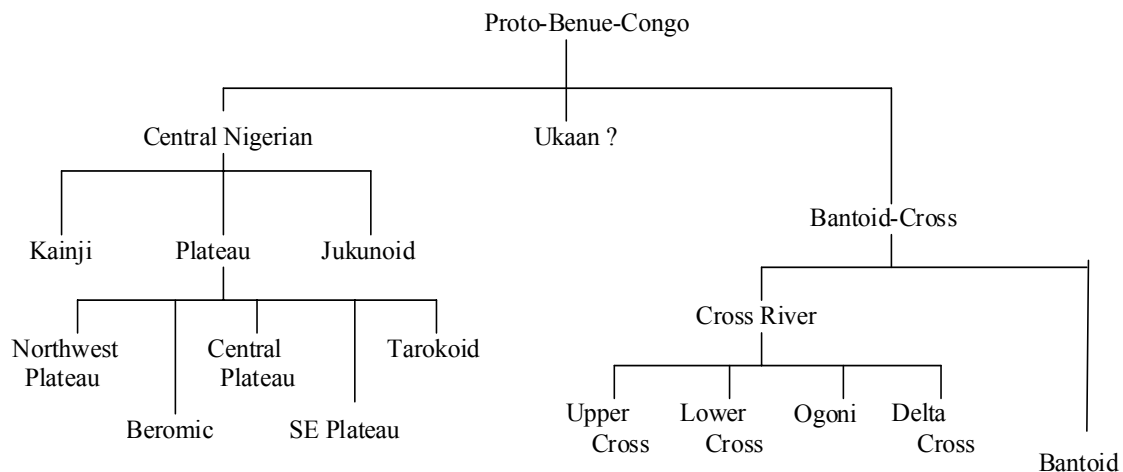 Proto-Benue-Congo
Central Nigerian
Ukaan ?
Bantoid-Cross
Kainji
Plateau
Jukunoid
Cross River
Northwest
Plateau
Central
Plateau
Tarokoid
Beromic
SE Plateau
Upper
Cross
Lower
Cross
Ogoni
Delta
Cross
Bantoid